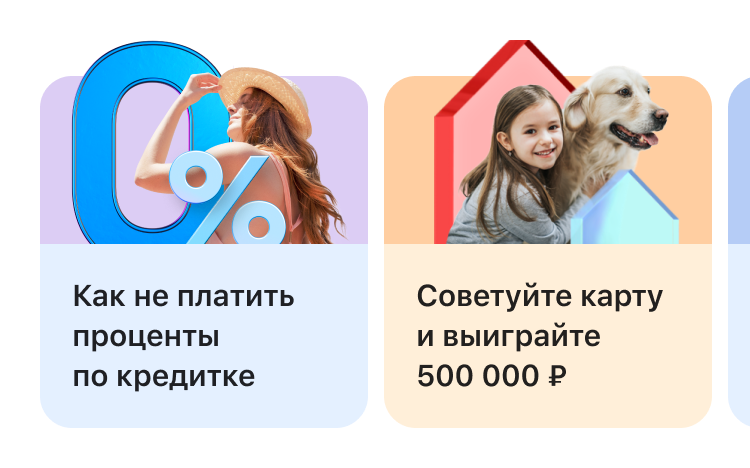 0%
Как не платить
проценты
по кредитке
Советуйте карту
и выиграйте
500 000 ₽